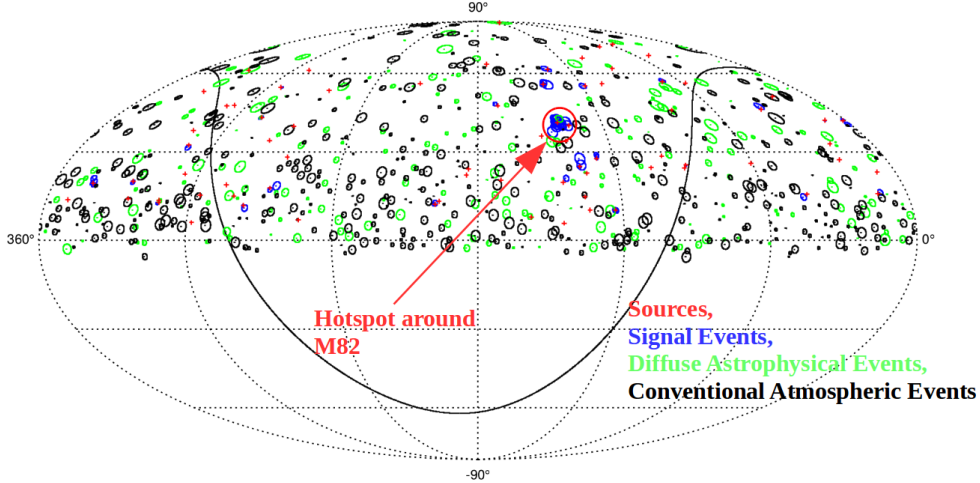 90°
360°
0°
Hotspot around
M82
Sources,
Signal Events,
Diffuse Astrophysical Events,
Conventional Atmospheric Events
-90°